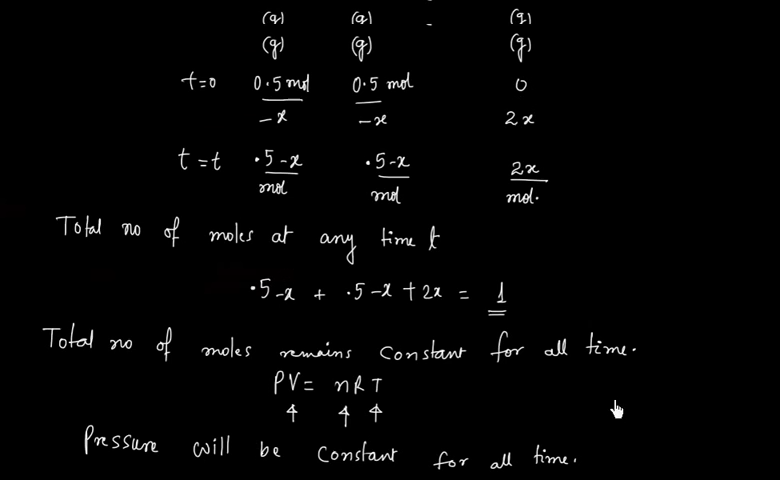 (g) (g) (g)
(g) (g) (g)
t=0 0.5 mol 0.5 mol 0
-x -x 2x
t=t .5-x .5-x 2x
mol mol mol.
Total no of moles at any time t
.5-x + .5-x + 2x = 1
Total no of moles remains constant for all time.
PV = nRT
Pressure will be constant for all time.